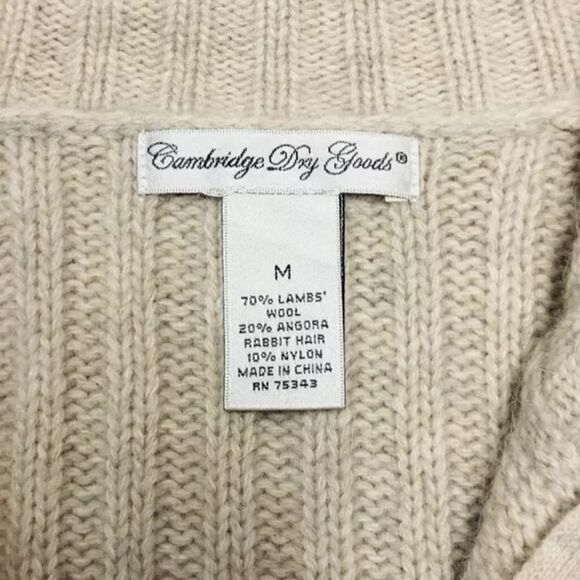 Cambridge Dry Goods®
M
70% LAMBS'
WOOL
20% ANGORA
RABBIT HAIR
10% NYLON
MADE IN CHINA
RN 75343